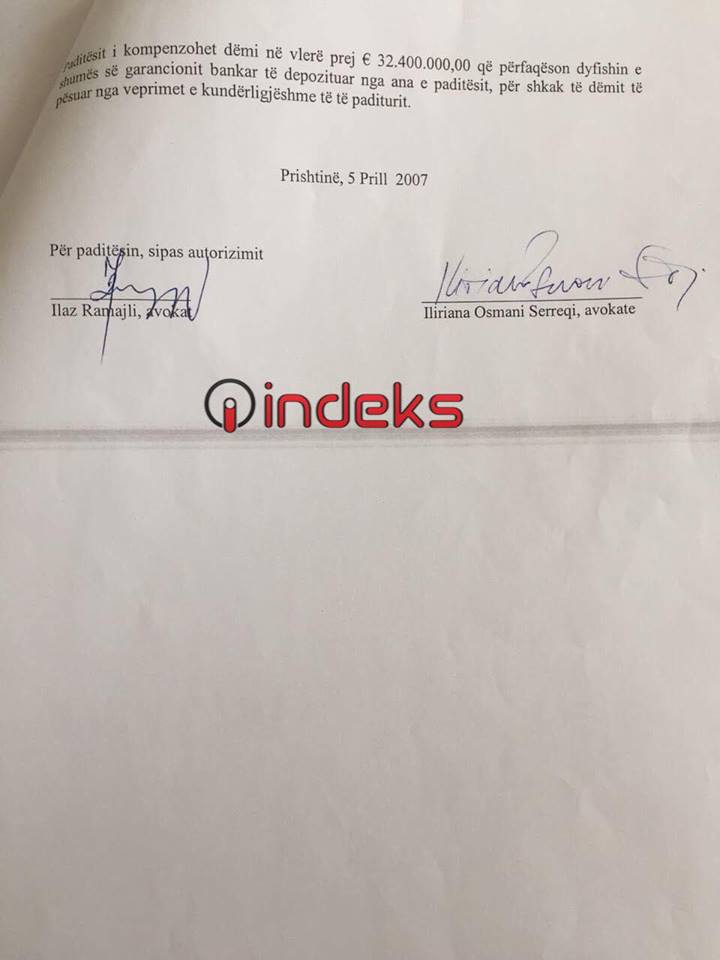 Paditësit i kompenzohet dëmi në vlerë prej € 32.400.000,00 që përfaqëson dyfishin e
shumës së garancionit bankar të depozituar nga ana e paditësit, për shkak të dëmit të
pësuar nga veprimet e kundërligjëshme të të paditurit.
Prishtinë, 5 Prill 2007
Për paditësin, sipas autorizimit
Ilaz Ramajli, avokat
Iliriana Osmani Serreqi, avokate
indeks